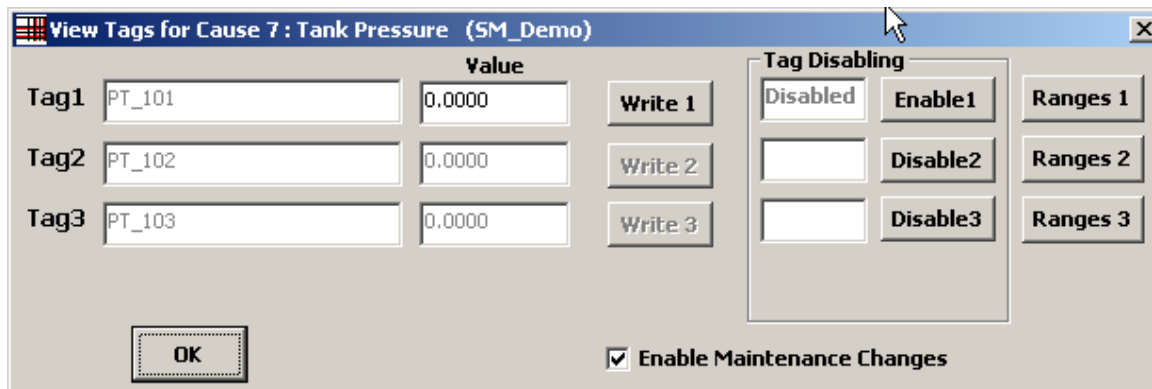 View Tags for Cause 7 : Tank Pressure (SM_Demo)
Value
Tag Disabling
Tag1 PT_101 0.0000 Write 1 Disabled Enable1 Ranges 1
Tag2 PT_102 0.0000 Write 2 Disable2 Ranges 2
Tag3 PT_103 0.0000 Write 3 Disable3 Ranges 3
OK
Enable Maintenance Changes